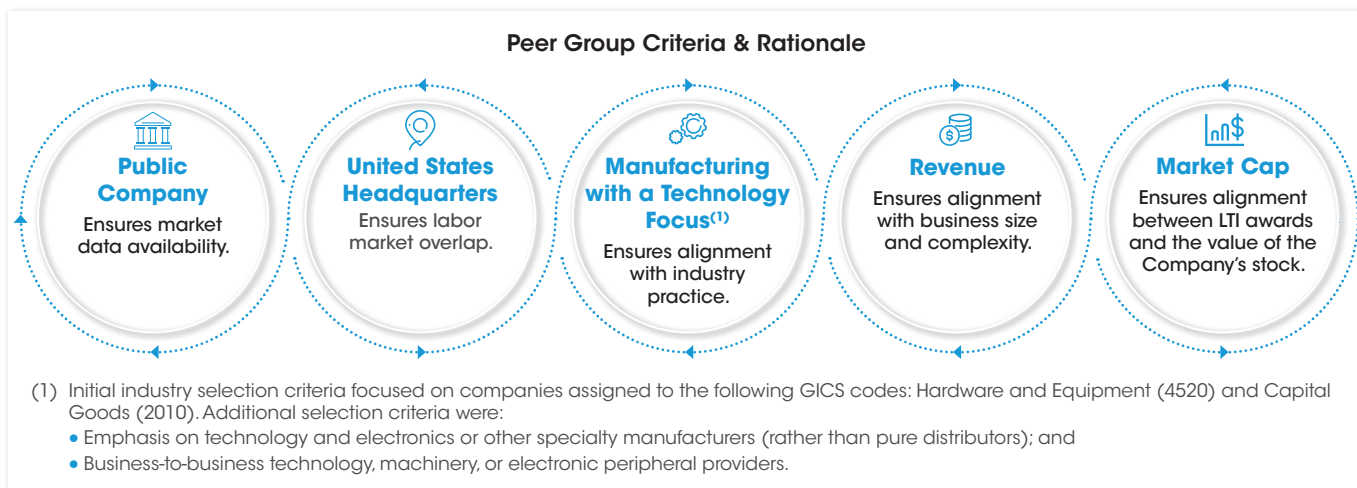 Peer Group Criteria & Rationale
Public
Company
Ensures market
data availability.
United States
Headquarters
Ensures labor
market overlap.
Manufacturing
with a Technology
Focus(1)
Ensures alignment
with industry
practice.
$
Revenue
Ensures alignment
with business size
and complexity.
$
Market Cap
Ensures alignment
between LTI awards
and the value of the
Company's stock.
(1) Initial industry selection criteria focused on companies assigned to the following GICS codes: Hardware and Equipment (4520) and Capital
Goods (2010). Additional selection criteria were:
• Emphasis on technology and electronics or other specialty manufacturers (rather than pure distributors); and
• Business-to-business technology, machinery, or electronic peripheral providers.